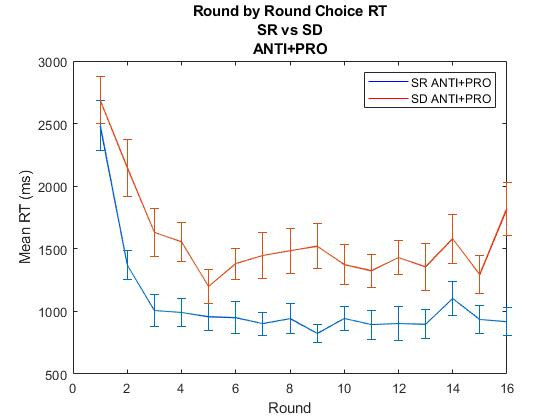 Round by Round Choice RT
SR vs SD
ANTI+PRO
SR ANTI+PRO
SD ANTI+PRO
Mean RT (ms)
3000
2500
2000
1500
1000
500
0 2 4 6 8 10 12 14 16
Round